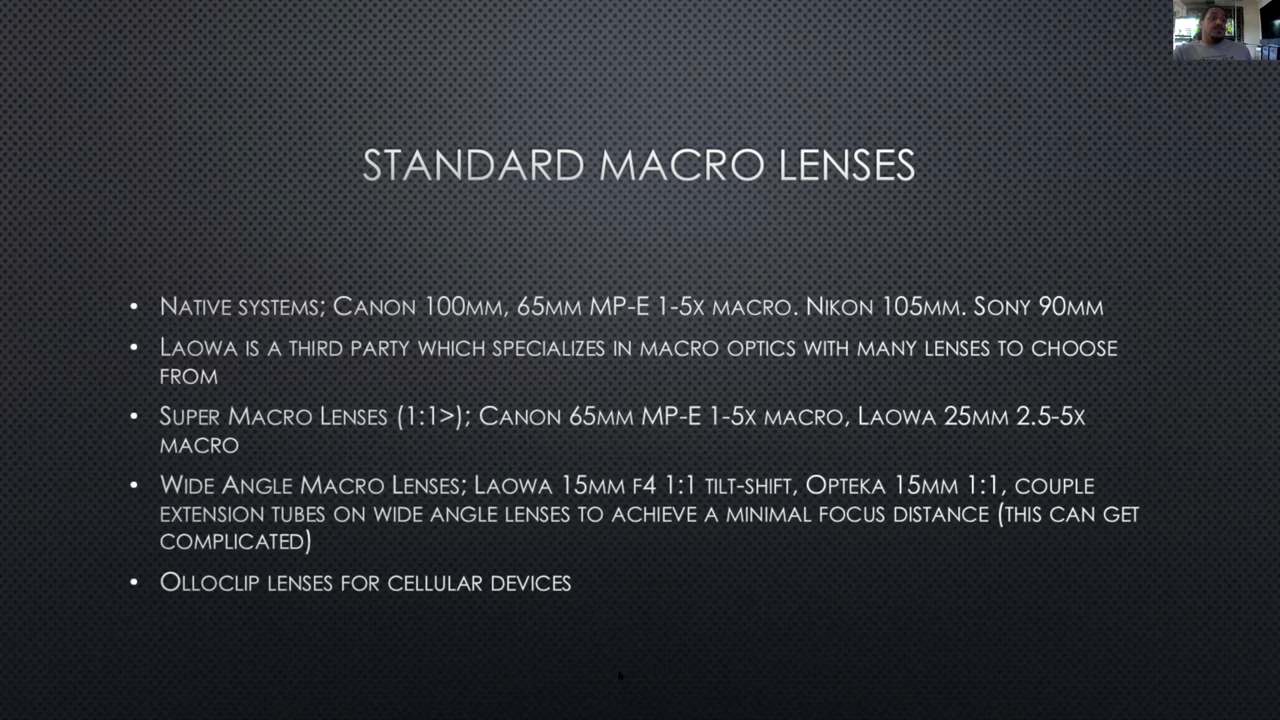 STANDARD MACRO LENSES
• NATIVE SYSTEMS; CANON 100MM, 65MM MP-E 1-5X MACRO. NIKON 105MM. SONY 90MM
• LAOWA IS A THIRD PARTY WHICH SPECIALIZES IN MACRO OPTICS WITH MANY LENSES TO CHOOSE
FROM
• SUPER MACRO LENSES (1:1>); CANON 65MM MP-E 1-5X MACRO, LAOWA 25MM 2.5-5X
MACRO
• WIDE ANGLE MACRO LENSES; LAOWA 15MM F4 1:1 TILT-SHIFT, OPTEKA 15MM 1:1, COUPLE
EXTENSION TUBES ON WIDE ANGLE LENSES TO ACHIEVE A MINIMAL FOCUS DISTANCE (THIS CAN GET
COMPLICATED)
• OLLOCLIP LENSES FOR CELLULAR DEVICES